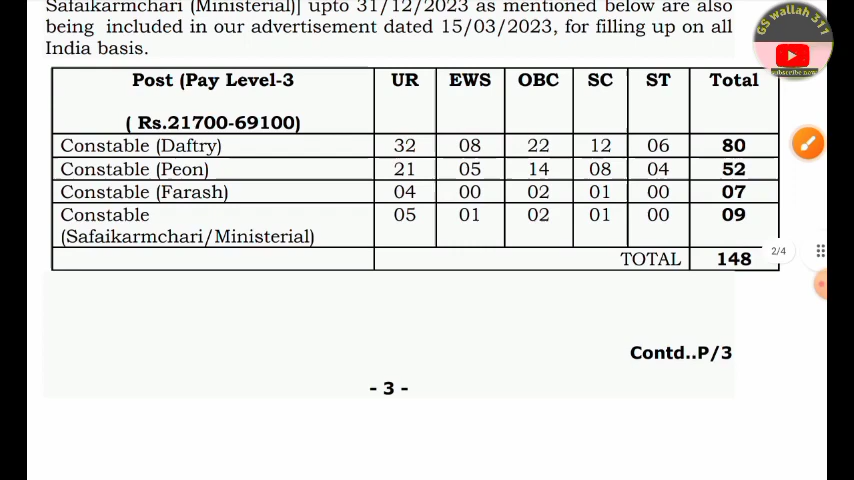 Safaikarmchari (Ministerial)] upto 31/12/2023 as mentioned below are also
being included in our advertisement dated 15/03/2023, for filling up on all
India basis.
Post (Pay Level-3 UR EWS OBC SC ST Total
( Rs.21700-69100)
Constable (Daftry) 32 08 22 12 06 80
Constable (Peon) 21 05 14 08 04 52
Constable (Farash) 04 00 02 01 00 07
Constable 05 01 02 01 00 09
(Safaikarmchari/Ministerial)
TOTAL 148
Contd..P/3
- 3 -
GS wallah 311
subscribe now
2/4